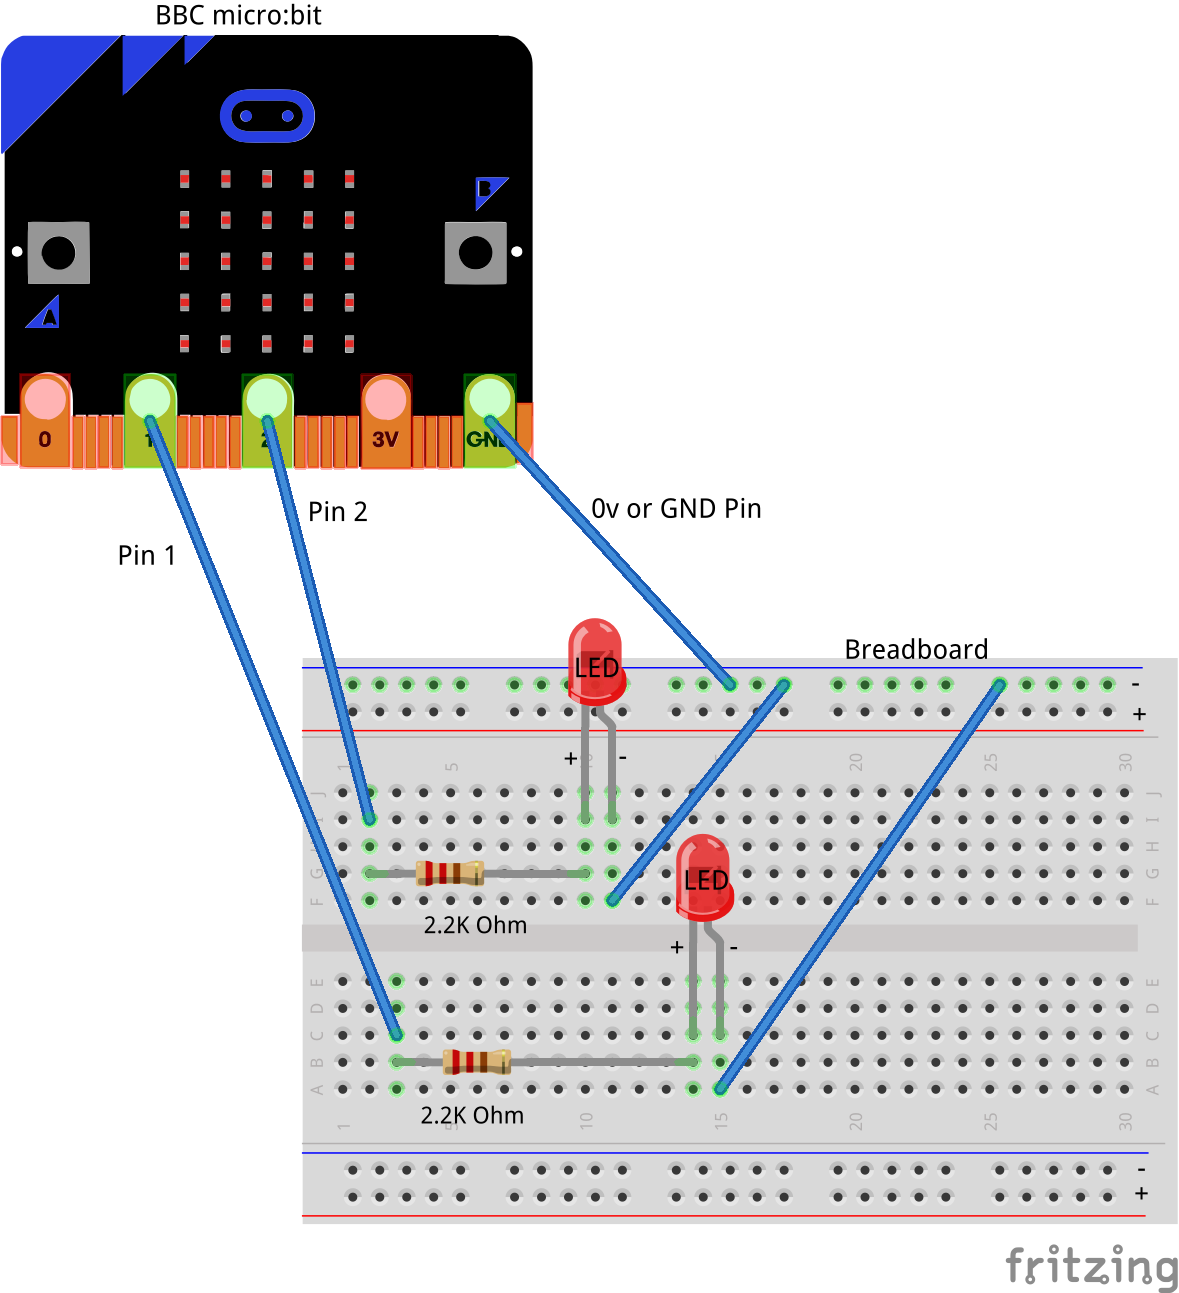 BBC micro:bit
B
A
0 1 2 3V GND
Pin 2
0v or GND Pin
Pin 1
Breadboard
LED
-
+
+ -
1 5 10 20 25 30
J J
I I
H
G G
F F
LED
2.2K Ohm
+ -
E E
D D
C C
B B
A A
2.2K Ohm
1 5 10 15 20 25 30
-
+
fritzing